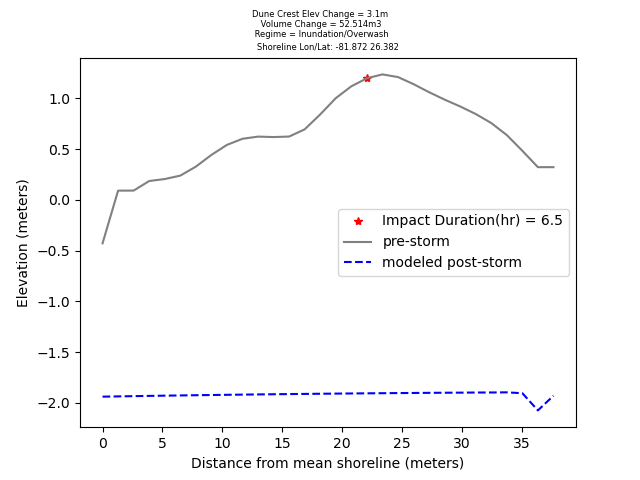 Dune Crest Elev Change = 3.1m
Volume Change = 52.514m3
Regime = Inundation/Overwash
Shoreline Lon/Lat: -81.872 26.382
1.0
0.5
0.0
−0.5
−1.0
−1.5
−2.0
Elevation (meters)
Impact Duration(hr) = 6.5
pre-storm
modeled post-storm
0 5 10 15 20 25 30 35
Distance from mean shoreline (meters)